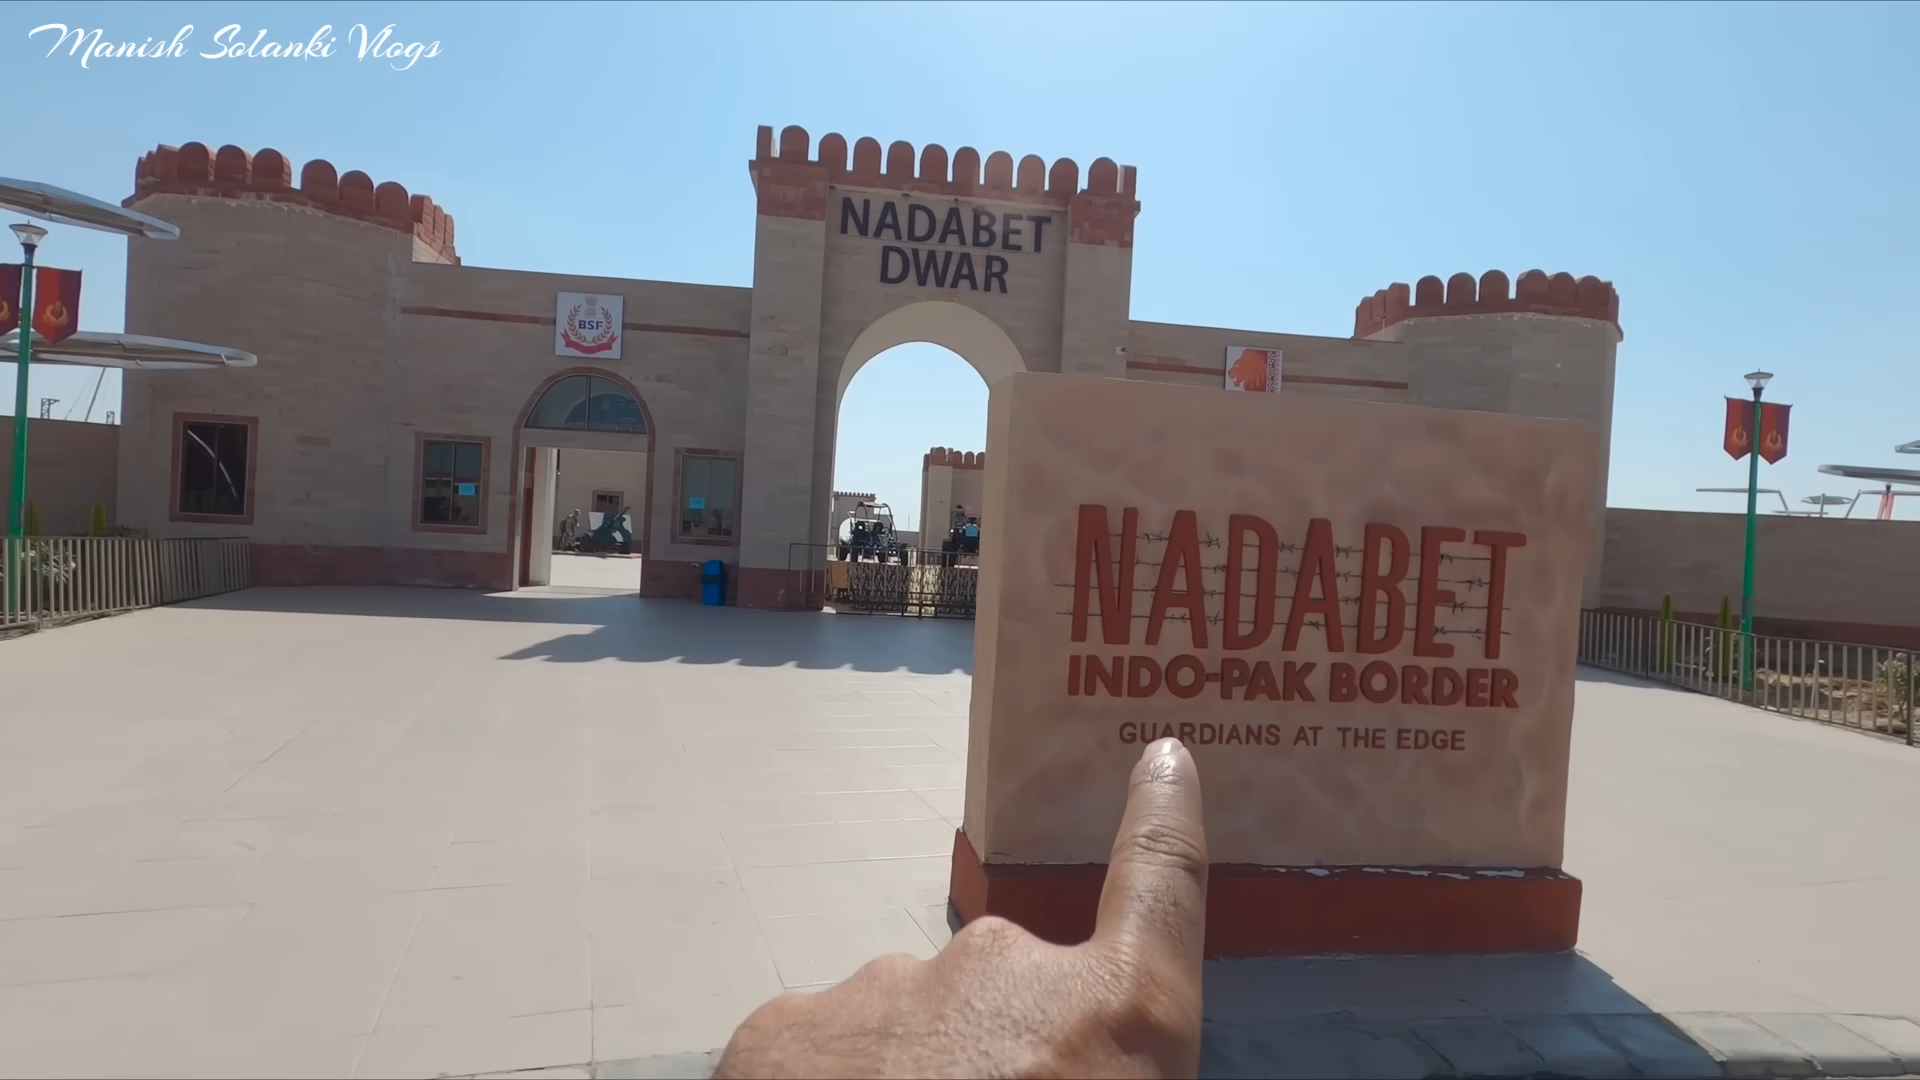 Manish Solanki Vlogs
NADABET
DWAR
BSF
NADABET
INDO-PAK BORDER
GUARDIANS AT THE EDGE